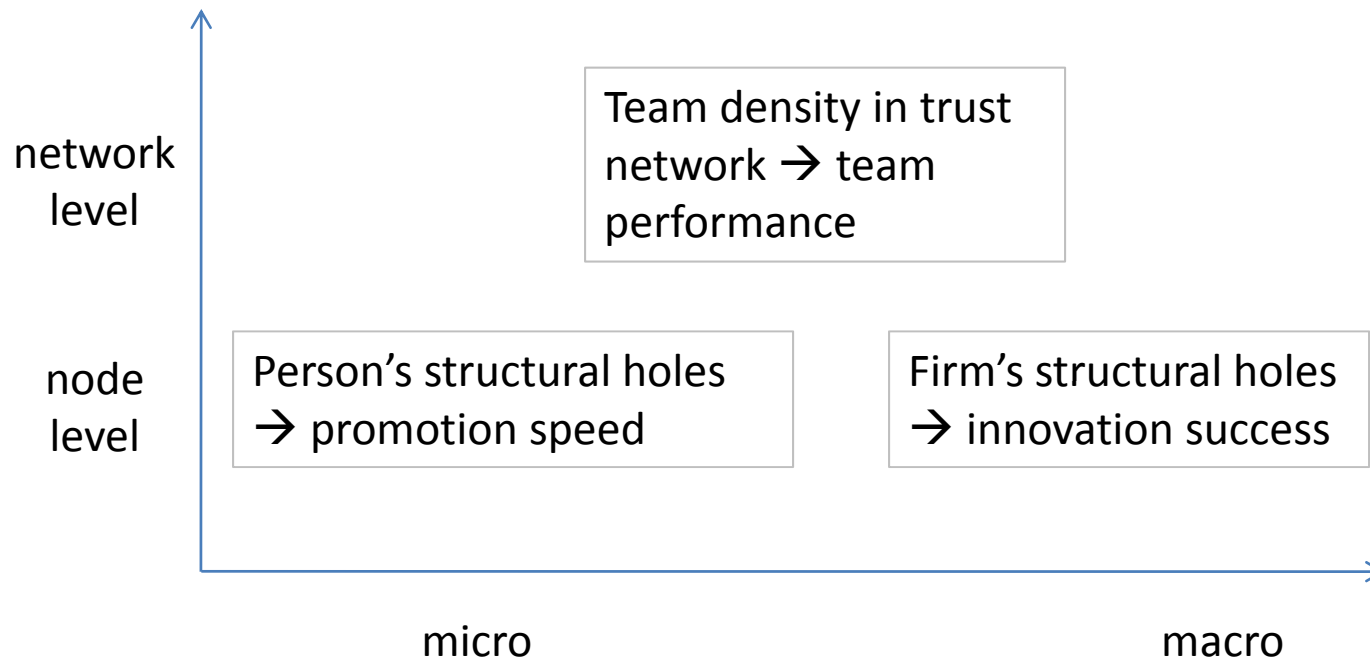 network
level
Team density in trust
network → team
performance
node
level
Person’s structural holes
→ promotion speed
Firm’s structural holes
→ innovation success
micro
macro